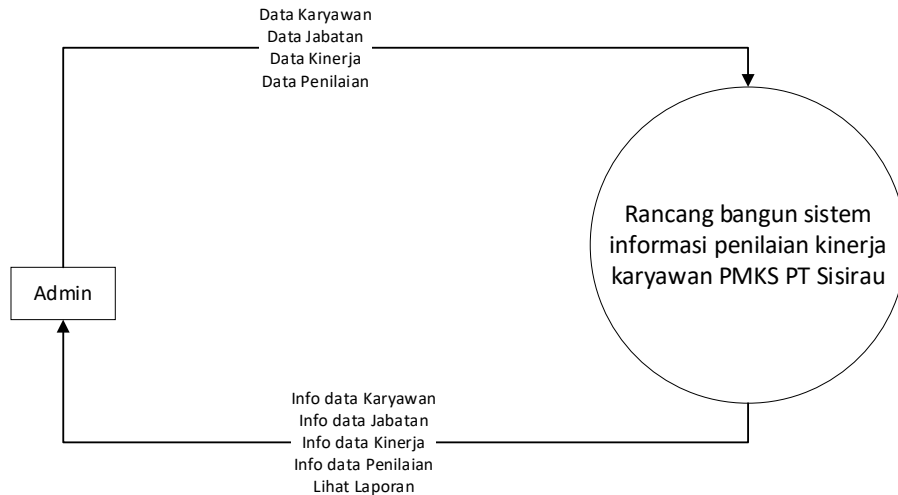 Data Karyawan
Data Jabatan
Data Kinerja
Data Penilaian
Rancang bangun sistem
informasi penilaian kinerja
karyawan PMKS PT Sisirau
Admin
Info data Karyawan
Info data Jabatan
Info data Kinerja
Info data Penilaian
Lihat Laporan